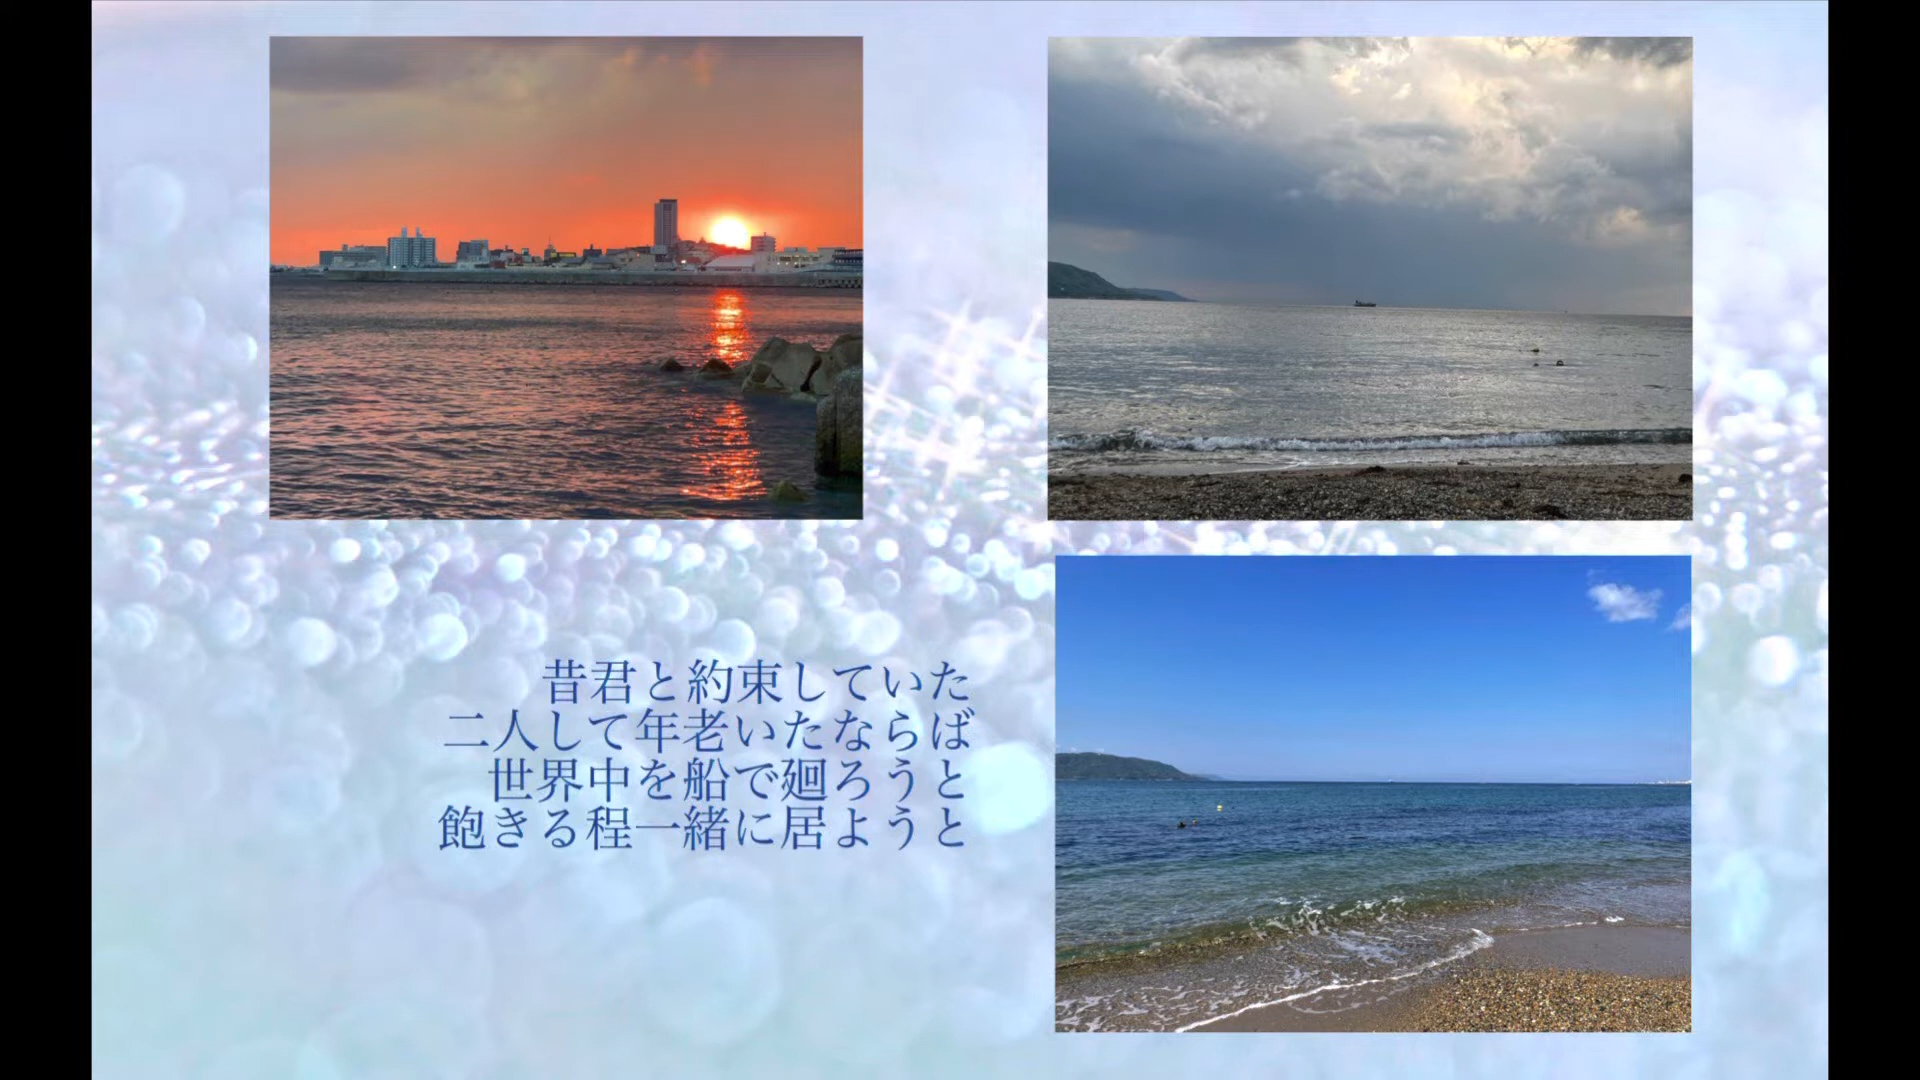 昔君と約束していた
二人して年老いたならば
世界中を船で廻ろうと
飽きる程一緒に居ようと